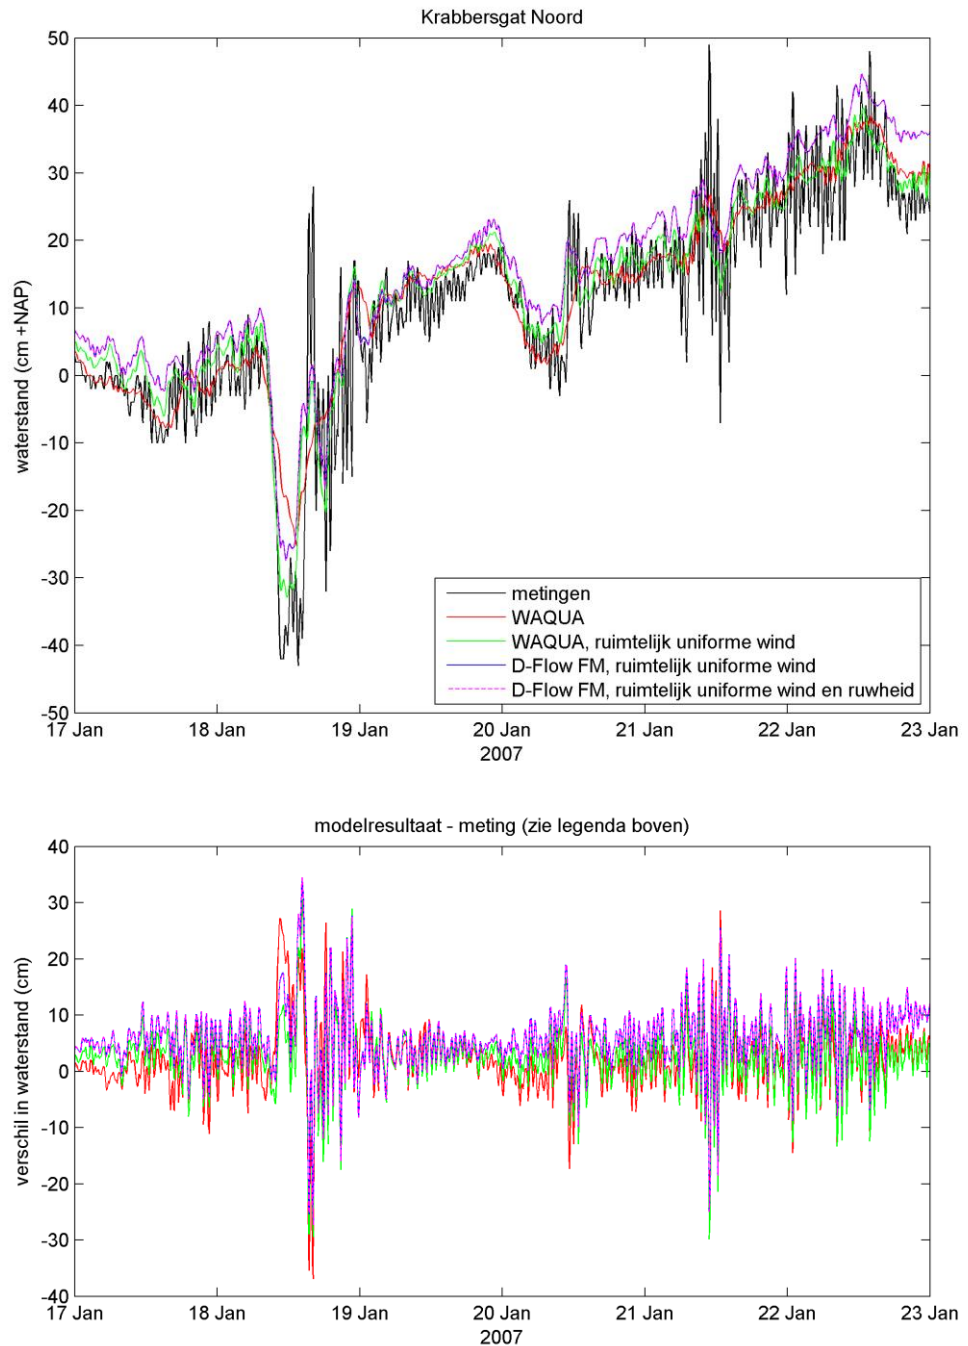 Krabbersgat Noord
50
40
30
20
10
0
-10
-20
-30
-40
-50
waterstand (cm +NAP)
metingen
WAQUA
WAQUA, ruimtelijk uniforme wind
D-Flow FM, ruimtelijk uniforme wind
D-Flow FM, ruimtelijk uniforme wind en ruwheid
17 Jan 18 Jan 19 Jan 20 Jan 21 Jan 22 Jan 23 Jan
2007
modelresultaat - meting (zie legenda boven)
40
30
20
10
0
-10
-20
-30
-40
verschil in waterstand (cm)
17 Jan 18 Jan 19 Jan 20 Jan 21 Jan 22 Jan 23 Jan
2007